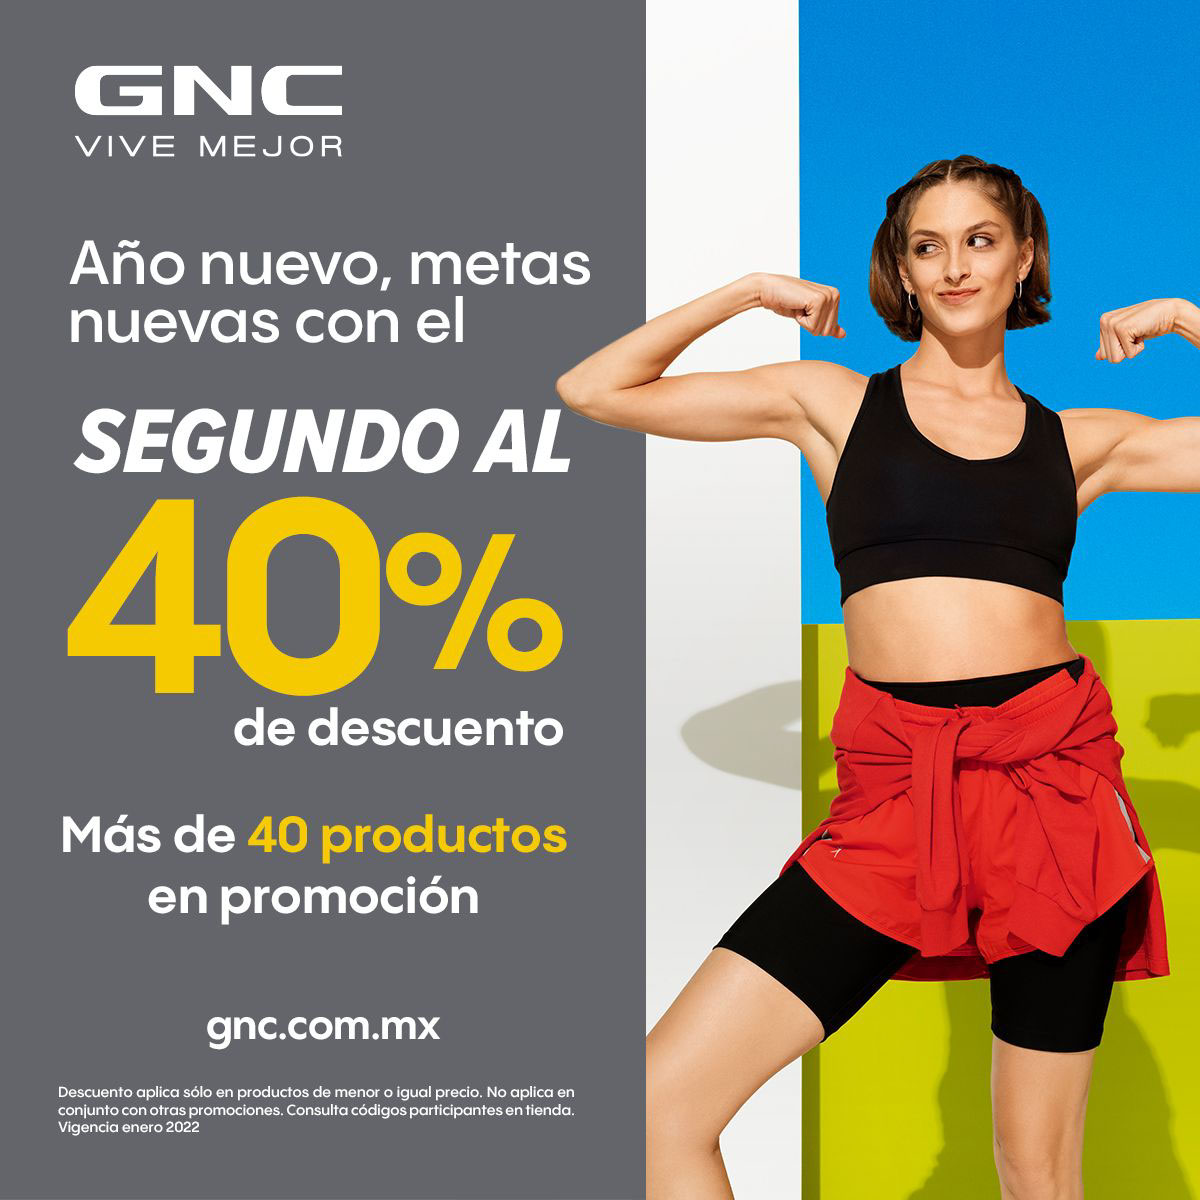 GNC
VIVE MEJOR
Año nuevo, metas
nuevas con el
SEGUNDO AL
40%
de descuento
Más de 40 productos
en promoción
gnc.com.mx
Descuento aplica sólo en productos de menor o igual precio. No aplica en
conjunto con otras promociones. Consulta códigos participantes en tienda.
Vigencia enero 2022